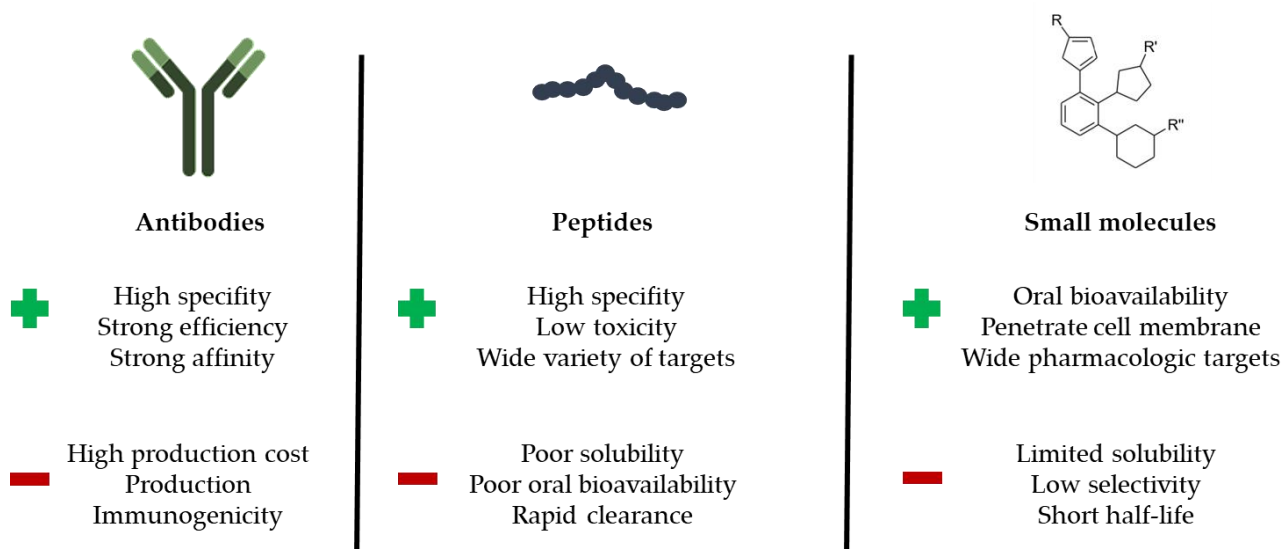 R
R'
R"
Antibodies
High specifity
Strong efficiency
Strong affinity
High production cost
Production
Immunogenicity
Peptides
High specifity
Low toxicity
Wide variety of targets
Poor solubility
Poor oral bioavailability
Rapid clearance
Small molecules
Oral bioavailability
Penetrate cell membrane
Wide pharmacologic targets
Limited solubility
Low selectivity
Short half-life